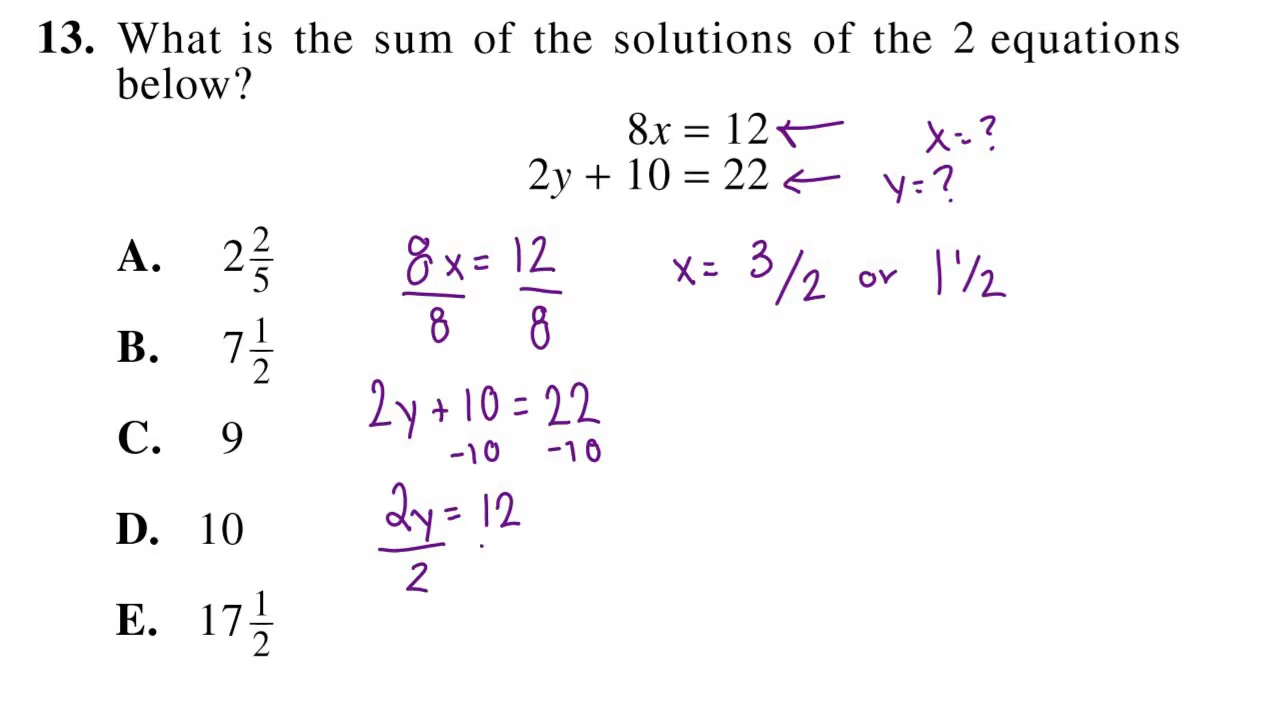 13. What is the sum of the solutions of the 2 equations
below?
8x = 12 ← x=?
2y + 10 = 22 ← y=?
A. 2 2/5
8x = 12
8 8
x = 3/2 or 1 1/2
B. 7 1/2
2y + 10 = 22
-10 -10
C. 9
D. 10
2y = 12
2
E. 17 1/2